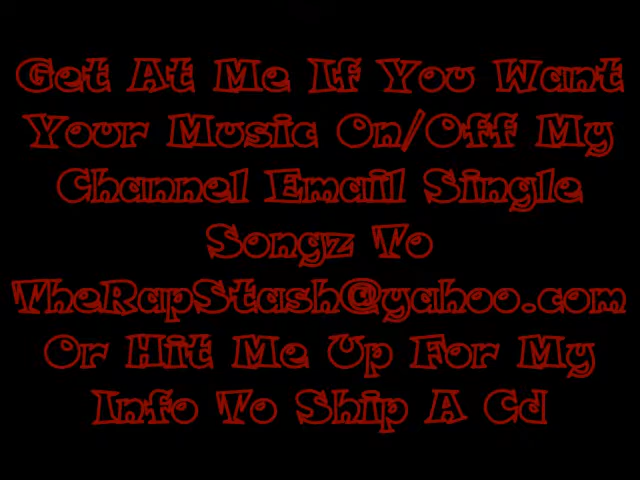 Get At Me If You Want
Your Music On/Off My
Channel Email Single
Songz To
TheRapStash@yahoo.com
Or Hit Me Up For My
Info To Ship A Cd